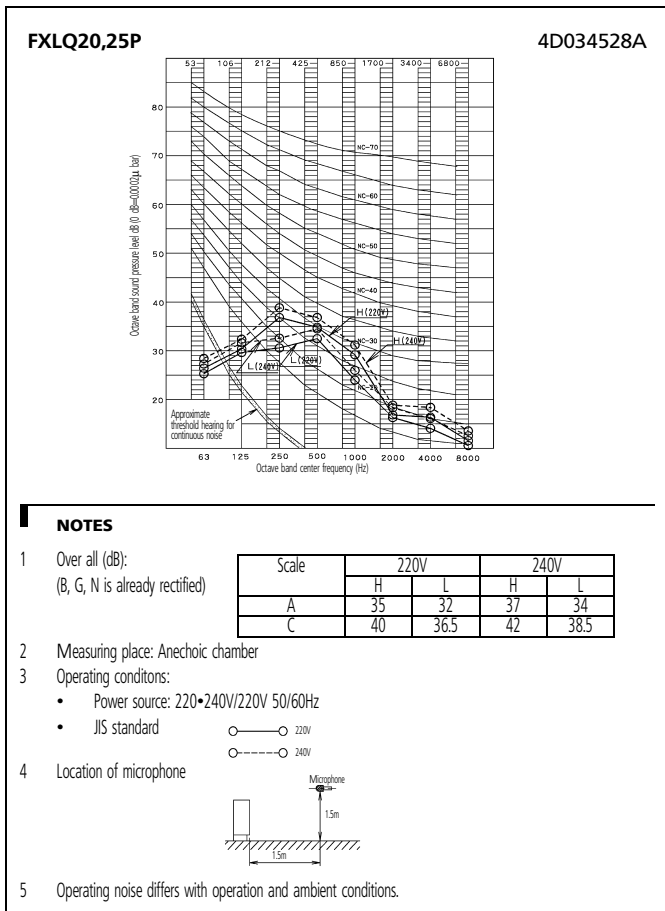 FXLQ20,25P 4D034528A
53 106 212 425 850 1700 3400 6800
80
70
60
50
40
30
20
Octave band sound pressure level dB (0 dB=0.0002µ bar)
NC-70
NC-60
NC-50
NC-40
H(220V)
NC-30
H(240V)
L(240V)
L(220V)
NC-20
Approximate
threshold hearing for
continuous noise
63 125 250 500 1000 2000 4000 8000
Octave band center frequency (Hz)
NOTES
1 Over all (dB):
(B, G, N is already rectified)
Scale 220V 240V
H L H L
A 35 32 37 34
C 40 36.5 42 38.5
2 Measuring place: Anechoic chamber
3 Operating conditons:
• Power source: 220•240V/220V 50/60Hz
• JIS standard
220V
240V
4 Location of microphone
Microphone
1.5m
1.5m
5 Operating noise differs with operation and ambient conditions.